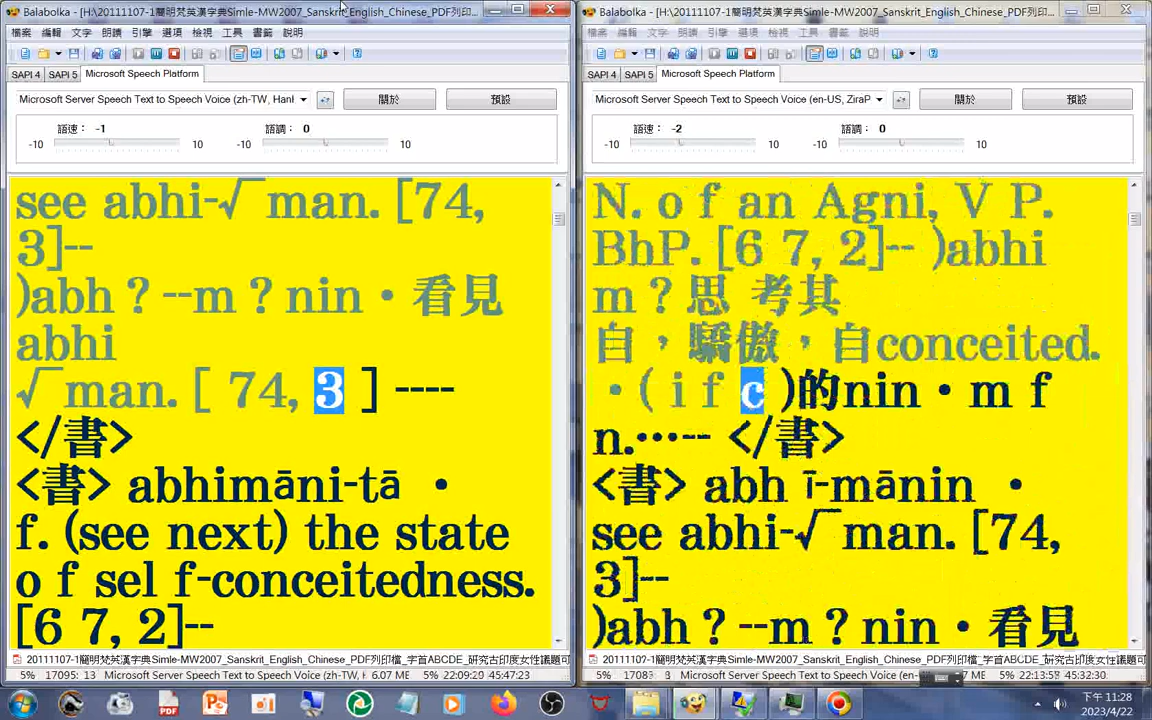 Balabolka - [H:\20111107-1簡明梵英漢字典Simle-MW2007_Sanskrit_English_Chinese_PDF列印...
檔案 編輯 文字 朗讀 引擎 選項 檢視 工具 書籤 說明
SAPI 4 SAPI 5 Microsoft Speech Platform
Microsoft Server Speech Text to Speech Voice (zh-TW, Hanl
關於 預設
語速： -1 語調： 0
-10 10 -10 10
see abhi-√ man. [74,
3]--
)abh ? --m ? nin • 看見
abhi
√ man. [ 74, 3 ] ----
</書>
<書> abhimāni-tā •
f. (see next) the state
o f sel f-conceitedness.
[6 7, 2]--
20111107-1簡明梵英漢字典Simle-MW2007_Sanskrit_English_Chinese_PDF列印檔_字首ABCDE_研究古印度女性議題可
5% 17095: 13 Microsoft Server Speech Text to Speech Voice (zh-TW, H 6.07 MB 22:09:29 45:47:23
Balabolka - [H:\20111107-1簡明梵英漢字典Simle-MW2007_Sanskrit_English_Chinese_PDF列印...
檔案 編輯 文字 朗讀 引擎 選項 檢視 工具 書籤 說明
SAPI 4 SAPI 5 Microsoft Speech Platform
Microsoft Server Speech Text to Speech Voice (en-US, ZiraP
關於 預設
語速： -2 語調： 0
-10 10 -10 10
N. o f an Agni, V P.
BhP. [6 7, 2]-- )abhi
m ? 思 考其
自，驕傲，自conceited.
• ( i f c )的nin • m f
n.…-- </書>
<書> abh ī-mānin •
see abhi-√ man. [74,
3]--
)abh ? --m ? nin • 看見
20111107-1簡明梵英漢字典Simle-MW2007_Sanskrit_English_Chinese_PDF列印檔_字首ABCDE_研究古印度女性議題可
5% Microsoft Server Speech Text to Speech Voice (en- 45:32:30
下午 11:28
2023/4/22